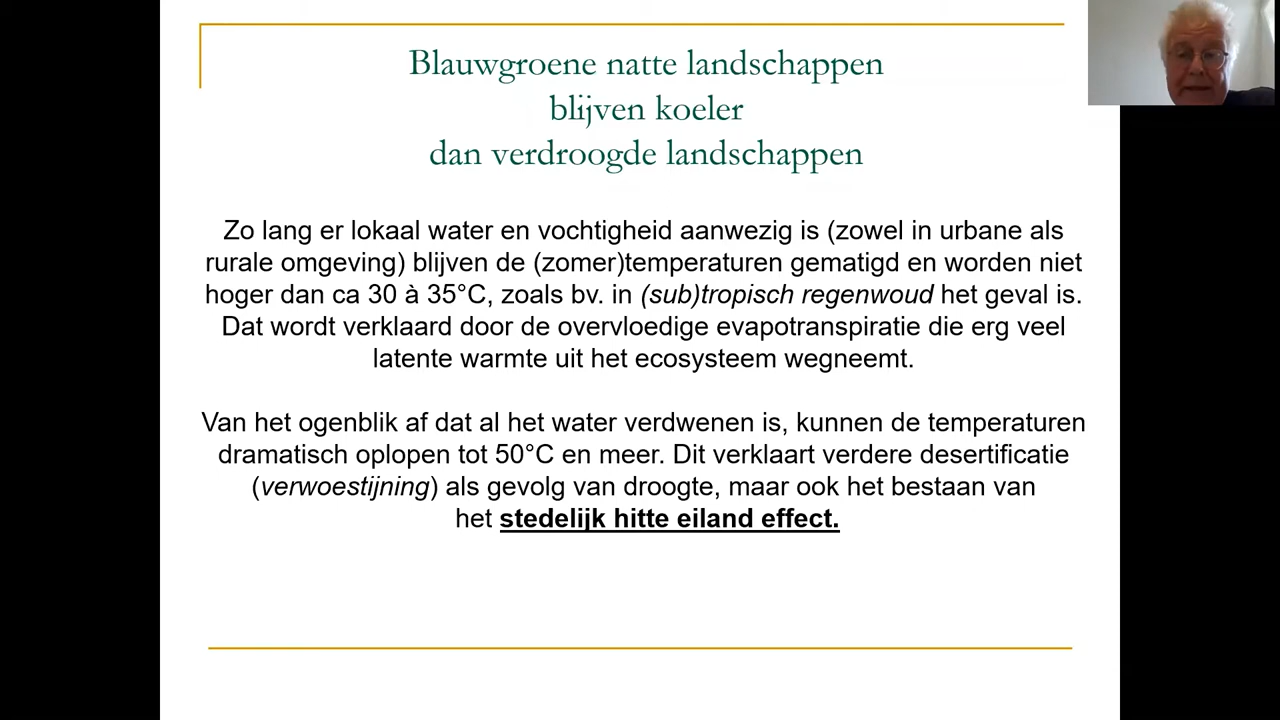 Blauwgroene natte landschappen
blijven koeler
dan verdroogde landschappen
Zo lang er lokaal water en vochtigheid aanwezig is (zowel in urbane als
rurale omgeving) blijven de (zomer)temperaturen gematigd en worden niet
hoger dan ca 30 à 35°C, zoals bv. in (sub)tropisch regenwoud het geval is.
Dat wordt verklaard door de overvloedige evapotranspiratie die erg veel
latente warmte uit het ecosysteem wegneemt.
Van het ogenblik af dat al het water verdwenen is, kunnen de temperaturen
dramatisch oplopen tot 50°C en meer. Dit verklaart verdere desertificatie
(verwoestijning) als gevolg van droogte, maar ook het bestaan van
het stedelijk hitte eiland effect.